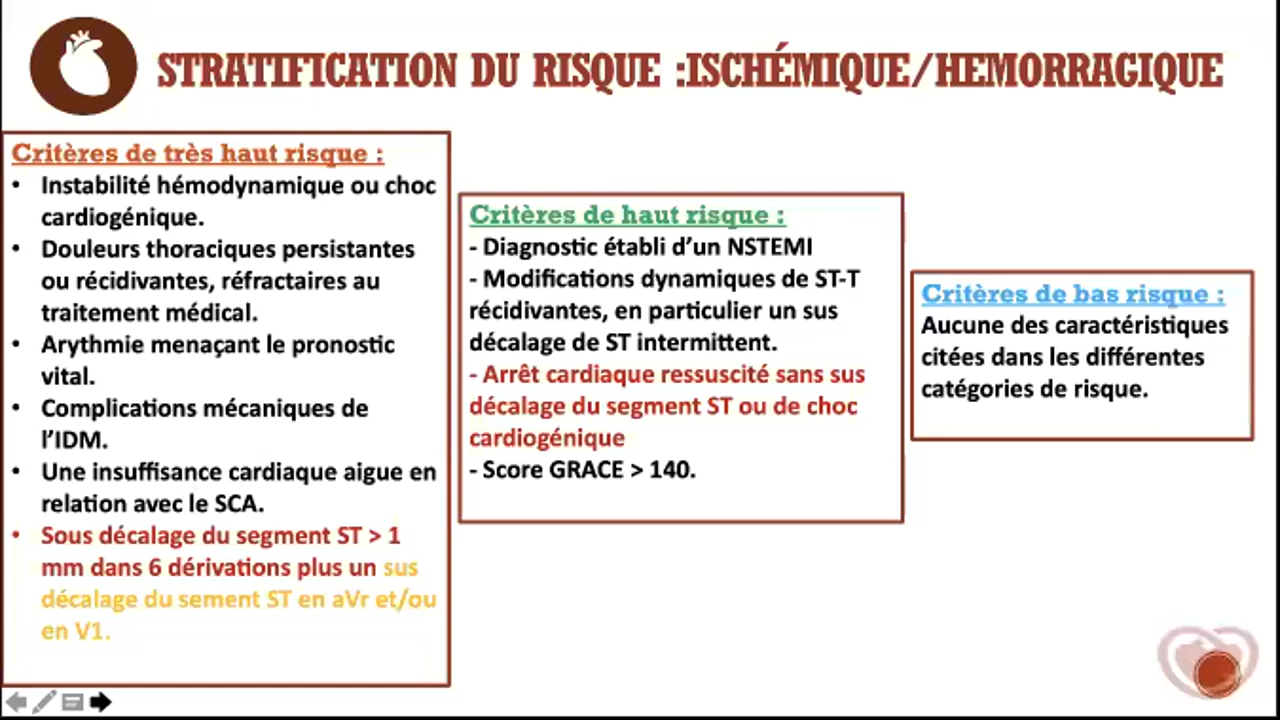 STRATIFICATION DU RISQUE :ISCHÉMIQUE/HEMORRAGIQUE
Critères de très haut risque :
• Instabilité hémodynamique ou choc
cardiogénique.
• Douleurs thoraciques persistantes
ou récidivantes, réfractaires au
traitement médical.
• Arythmie menaçant le pronostic
vital.
• Complications mécaniques de
l’IDM.
• Une insuffisance cardiaque aigue en
relation avec le SCA.
• Sous décalage du segment ST > 1
mm dans 6 dérivations plus un sus
décalage du sement ST en aVr et/ou
en V1.
Critères de haut risque :
- Diagnostic établi d’un NSTEMI
- Modifications dynamiques de ST-T
récidivantes, en particulier un sus
décalage de ST intermittent.
- Arrêt cardiaque ressuscité sans sus
décalage du segment ST ou de choc
cardiogénique
- Score GRACE > 140.
Critères de bas risque :
Aucune des caractéristiques
citées dans les différentes
catégories de risque.